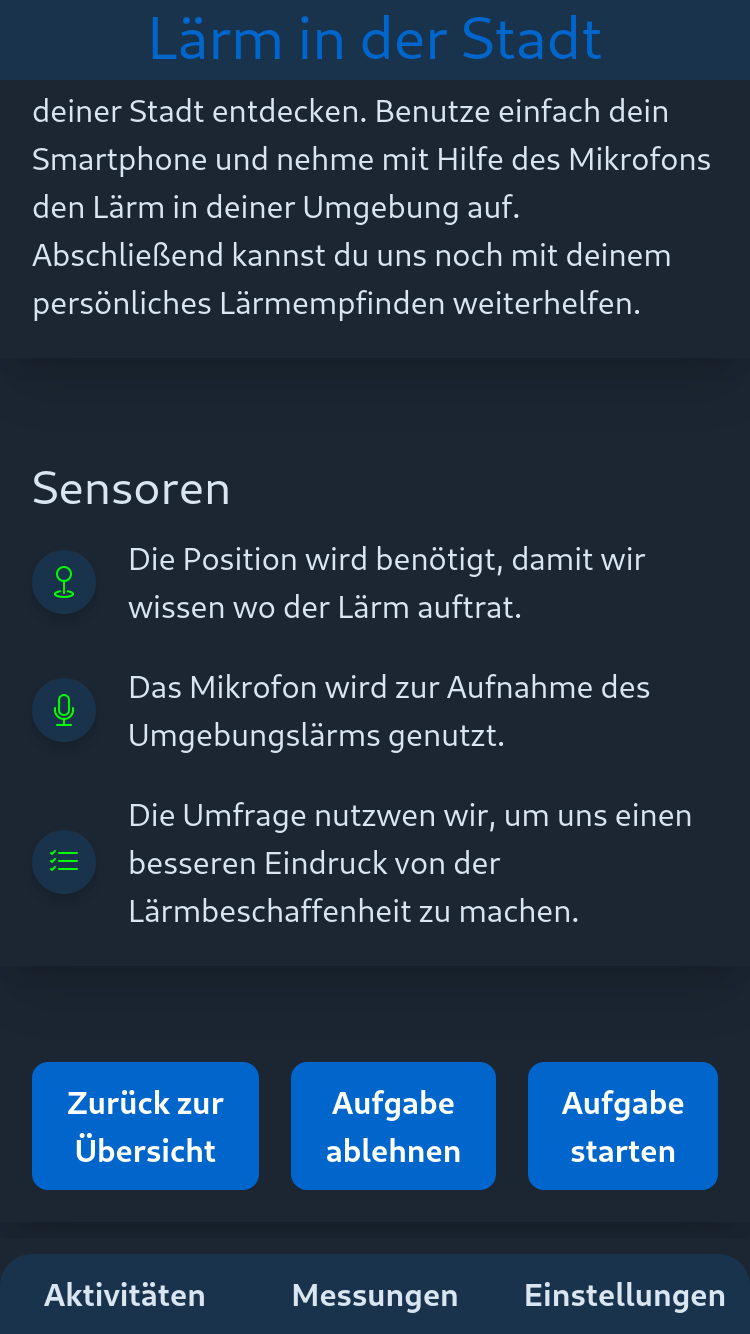 Lärm in der Stadt
deiner Stadt entdecken. Benutze einfach dein
Smartphone und nehme mit Hilfe des Mikrofons
den Lärm in deiner Umgebung auf.
Abschließend kannst du uns noch mit deinem
persönliches Lärmempfinden weiterhelfen.
Sensoren
Die Position wird benötigt, damit wir
wissen wo der Lärm auftrat.
Das Mikrofon wird zur Aufnahme des
Umgebungslärms genutzt.
Die Umfrage nutzwen wir, um uns einen
besseren Eindruck von der
Lärmbeschaffenheit zu machen.
Zurück zur
Übersicht
Aufgabe
ablehnen
Aufgabe
starten
Aktivitäten
Messungen
Einstellungen